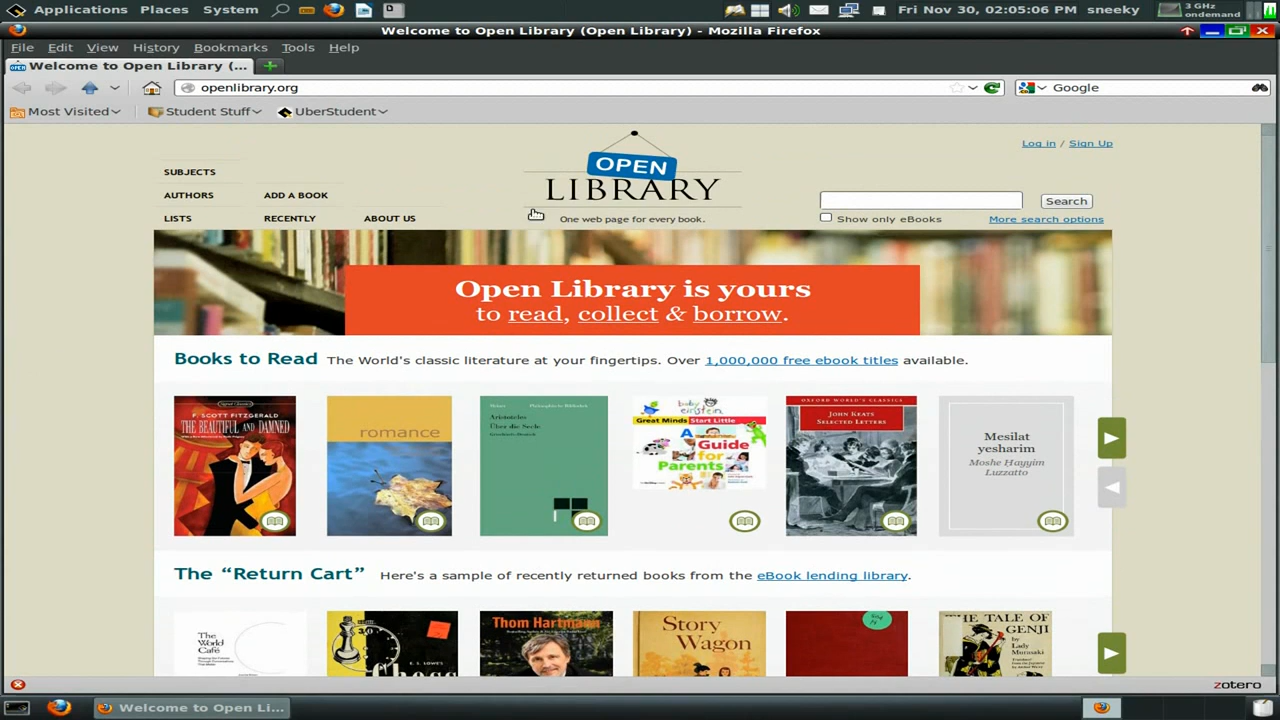 Applications Places System
Fri Nov 30, 02:05:06 PM sneeky
3 GHz
ondemand
Welcome to Open Library (Open Library) - Mozilla Firefox
File Edit View History Bookmarks Tools Help
Welcome to Open Library (...
openlibrary.org
Google
Most Visited
Student Stuff
UberStudent
Log in / Sign Up
SUBJECTS
AUTHORS
ADD A BOOK
LISTS
RECENTLY
ABOUT US
OPEN
LIBRARY
One web page for every book.
Search
Show only eBooks
More search options
Open Library is yours
to read, collect & borrow.
Books to Read The World's classic literature at your fingertips. Over 1,000,000 free ebook titles available.
F. SCOTT FITZGERALD
THE BEAUTIFUL AND DAMNED
romance
Aristoteles
Über die Seele
baby
einstein
Great Minds Start Little
A
Guide
for
Parents
OXFORD WORLD'S CLASSICS
JOHN KEATS
SELECTED LETTERS
Mesilat
yesharim
Moshe Hayyim
Luzzatto
The “Return Cart” Here's a sample of recently returned books from the eBook lending library.
The
World
Café
E. S. LOWE'S
Chess
Thom Hartmann
Story
Wagon
THE TALE OF
GENJI
by
Lady
Murasaki
zotero
Welcome to Open Li...